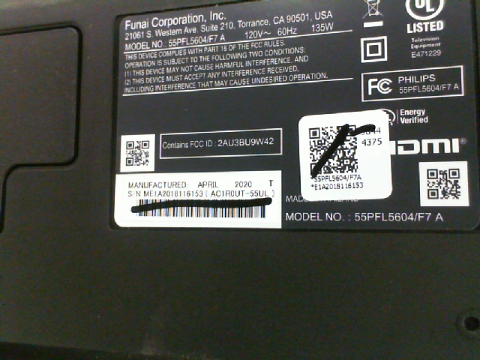 Funai Corporation, Inc.
21061 S. Western Ave, Suite 210, Torrance, CA 90501, USA
MODEL NO.: 55PFL5604/F7 A 120V~ 60Hz 135W
THIS DEVICE COMPLIES WITH PART 15 OF THE FCC RULES.
OPERATION IS SUBJECT TO THE FOLLOWING TWO CONDITIONS:
(1) THIS DEVICE MAY NOT CAUSE HARMFUL INTERFERENCE, AND
(2) THIS DEVICE MUST ACCEPT ANY INTERFERENCE RECEIVED,
INCLUDING INTERFERENCE THAT MAY CAUSE UNDESIRED OPERATION.
UL
LISTED
Television
Equipment
E471229
FC PHILIPS
55PFL5604/F7 A
Energy
Verified
HDMI
Contains FCC ID : 2AU3BU9W42
4375
*55PFL5604/F7A
*E1A2018116153
MANUFACTURED APRIL 2020 T
S/N ME1A2018116153 ( AC1R0UT-55UL )
MODEL NO. : 55PFL5604/F7 A